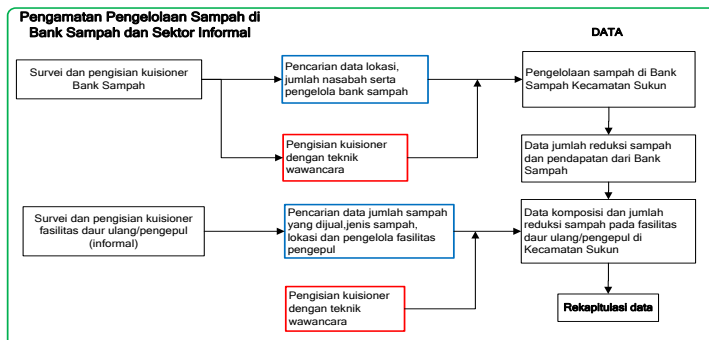 Pengamatan Pengelolaan Sampah di
Bank Sampah dan Sektor Informal
DATA
Survei dan pengisian kuisioner
Bank Sampah
Pencarian data lokasi,
jumlah nasabah serta
pengelola bank sampah
Pengelolaan sampah di Bank
Sampah Kecamatan Sukun
Pengisian kuisioner
dengan teknik
wawancara
Data jumlah reduksi sampah
dan pendapatan dari Bank
Sampah
Survei dan pengisian kuisioner
fasilitas daur ulang/pengepul
(informal)
Pencarian data jumlah sampah
yang dijual,jenis sampah,
lokasi dan pengelola fasilitas
pengepul
Data komposisi dan jumlah
reduksi sampah pada fasilitas
daur ulang/pengepul di
Kecamatan Sukun
Pengisian kuisioner
dengan teknik
wawancara
Rekapitulasi data